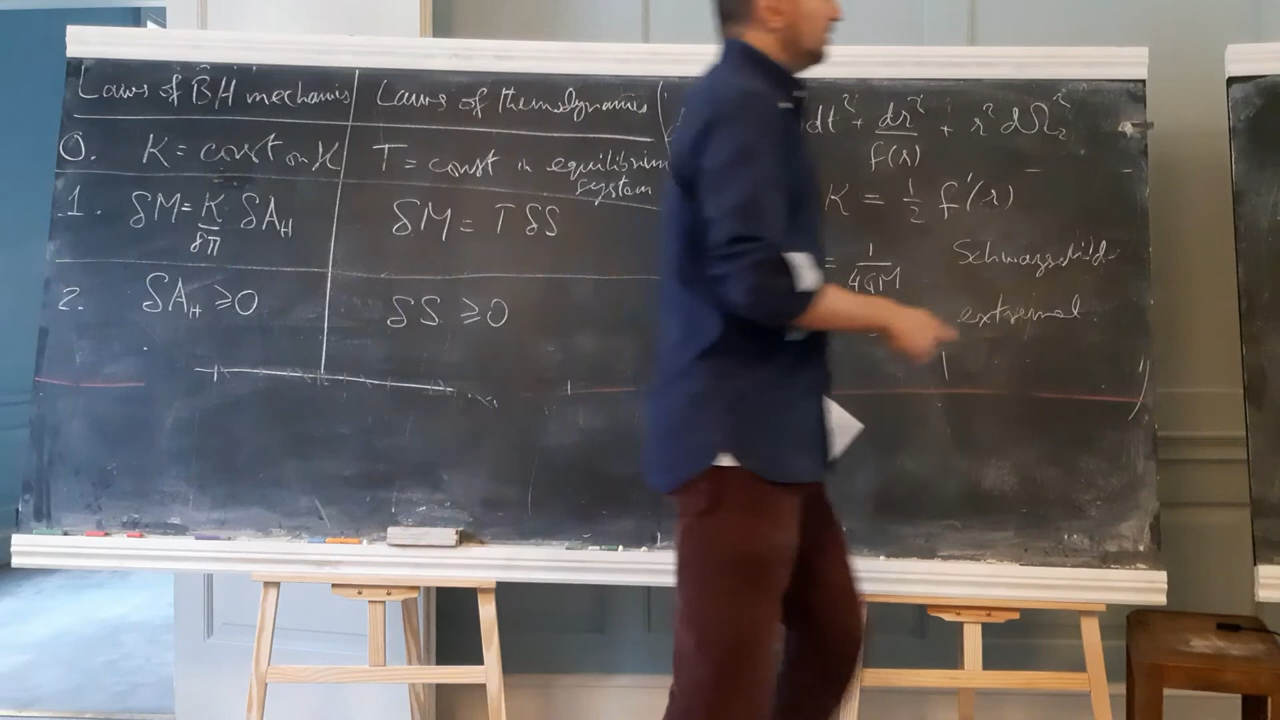 Laws of BH mechanics
Laws of themodynamics
0. K = const on H
T = const in equilibrium system
1. δM = K/8π δA_H
δM = T δS
2. δA_H ≥ 0
δS ≥ 0
dt² + dr²/f(r) + r² dΩ₂²
K = 1/2 f'(r)
= 1/4GM Schwarzschild
extremal